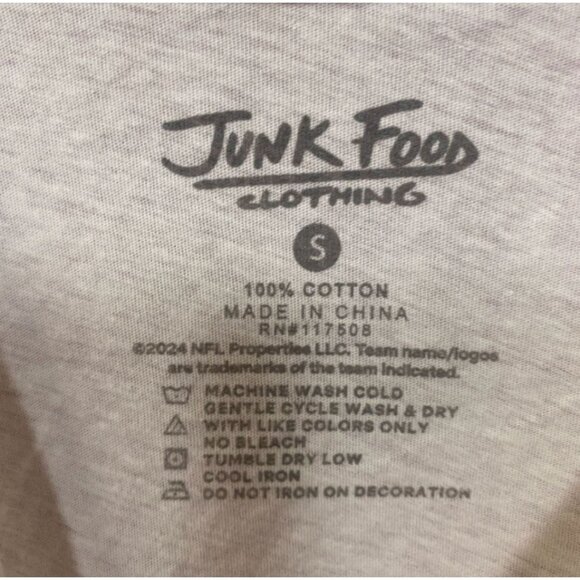 JUNK FOOD
CLOTHING
S
100% COTTON
MADE IN CHINA
RN#117508
©2024 NFL Properties LLC. Team name/logos
are trademarks of the team indicated.
MACHINE WASH COLD
GENTLE CYCLE WASH & DRY
WITH LIKE COLORS ONLY
NO BLEACH
TUMBLE DRY LOW
COOL IRON
DO NOT IRON ON DECORATION